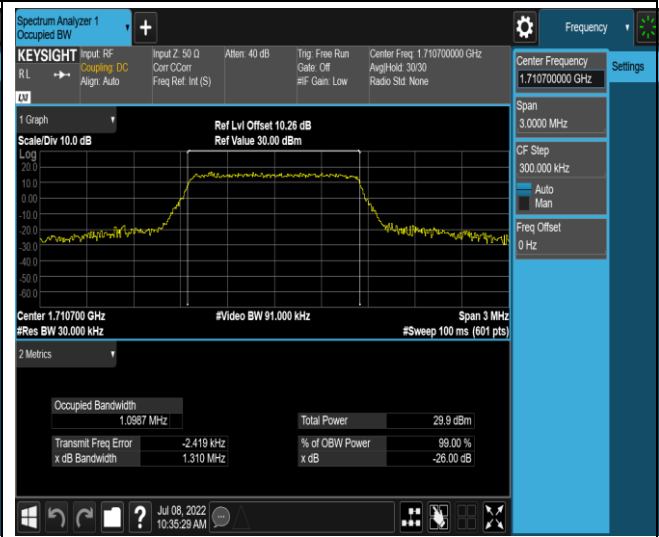 Spectrum Analyzer 1
Occupied BW
+
Frequency
KEYSIGHT
Input: RF
Coupling: DC
Align: Auto
Input Z: 50 Ω
Corr CCorr
Freq Ref: Int (S)
Atten: 40 dB
Trig: Free Run
Gate: Off
#IF Gain: Low
Center Freq: 1.710700000 GHz
Avg|Hold: 30/30
Radio Std: None
R L
LXI
Center Frequency
1.710700000 GHz
Settings
Span
3.0000 MHz
CF Step
300.000 kHz
Auto
Man
Freq Offset
0 Hz
1 Graph
Scale/Div 10.0 dB
Ref Lvl Offset 10.26 dB
Ref Value 30.00 dBm
Log
20.0
10.0
0.00
-10.0
-20.0
-30.0
-40.0
-50.0
-60.0
Center 1.710700 GHz
#Video BW 91.000 kHz
Span 3 MHz
#Res BW 30.000 kHz
#Sweep 100 ms (601 pts)
2 Metrics
Occupied Bandwidth
1.0987 MHz
Total Power 29.9 dBm
Transmit Freq Error -2.419 kHz
% of OBW Power 99.00 %
x dB Bandwidth 1.310 MHz
x dB -26.00 dB
?
Jul 08, 2022
10:35:29 AM